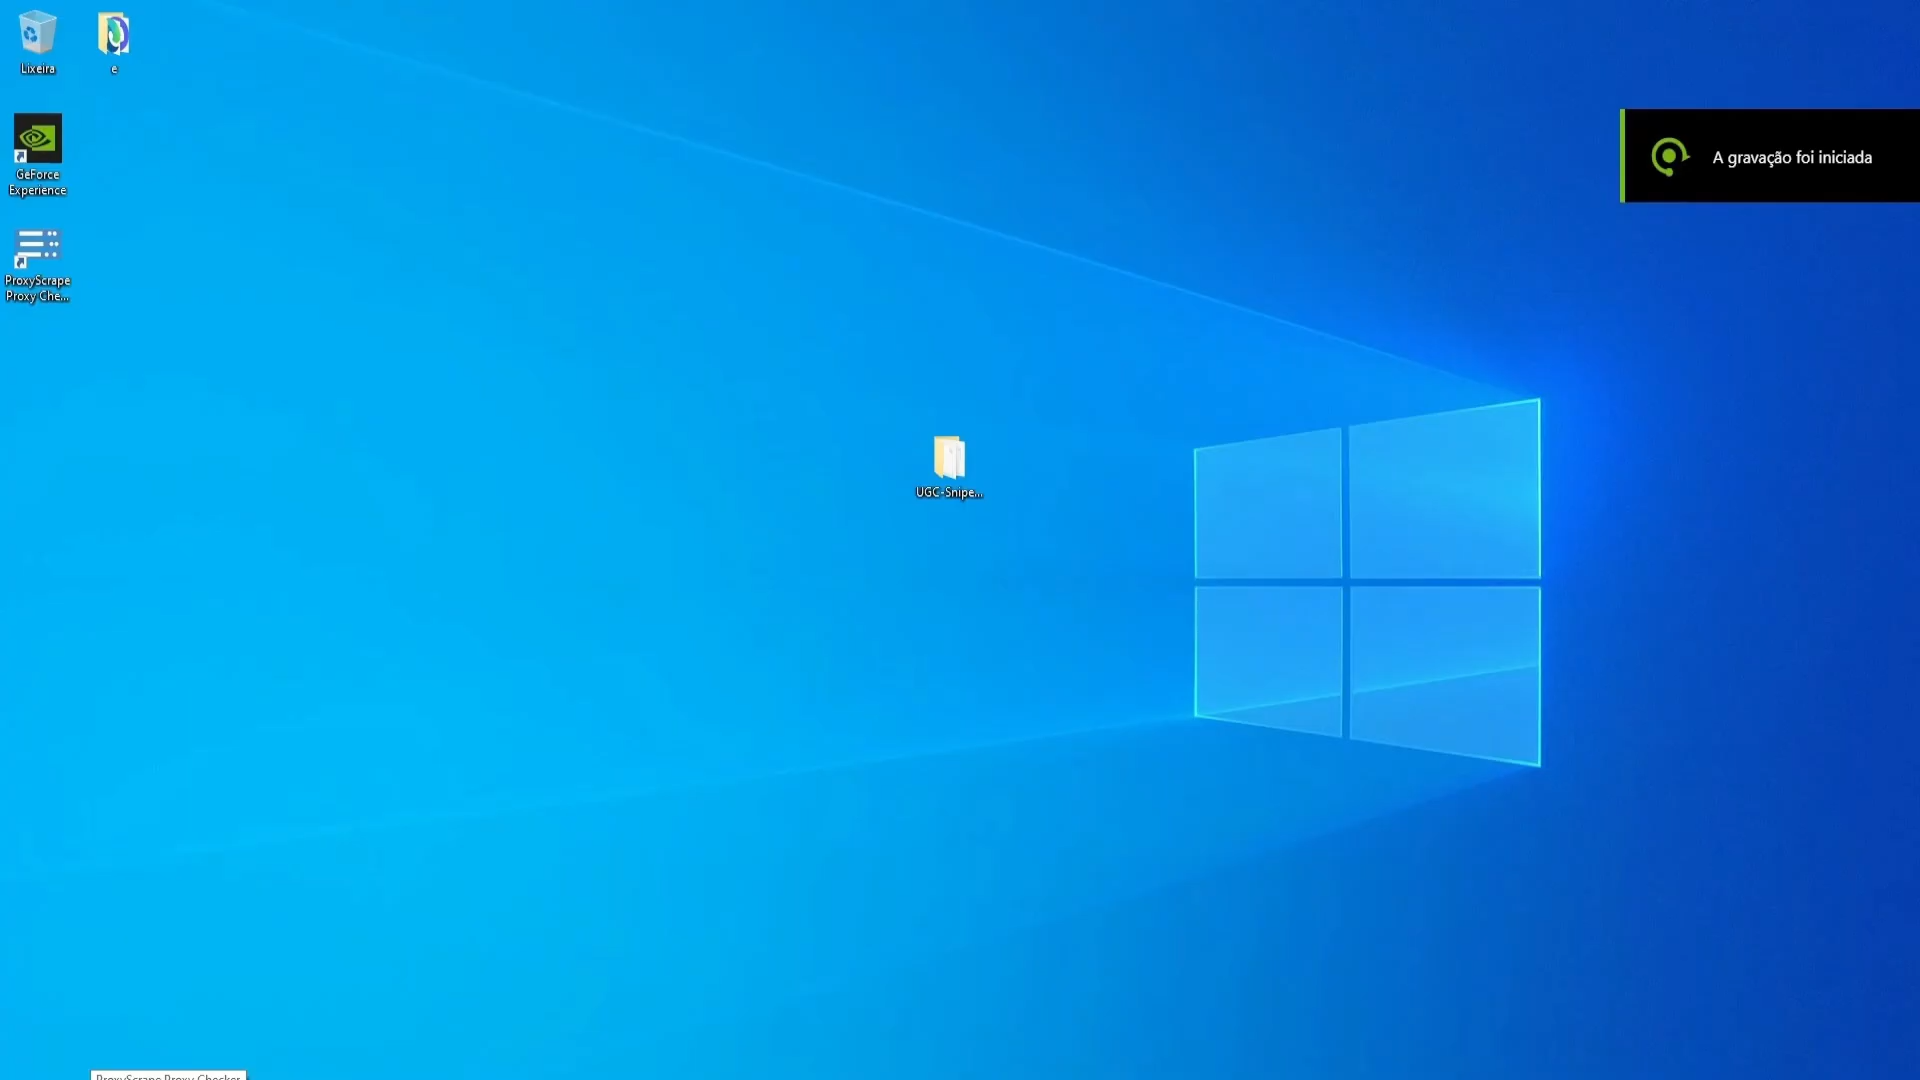 Lixeira
e
GeForce
Experience
ProxyScrape
Proxy Che...
UGC-Snipe...
A gravação foi iniciada
ProxyScrape Proxy Checker